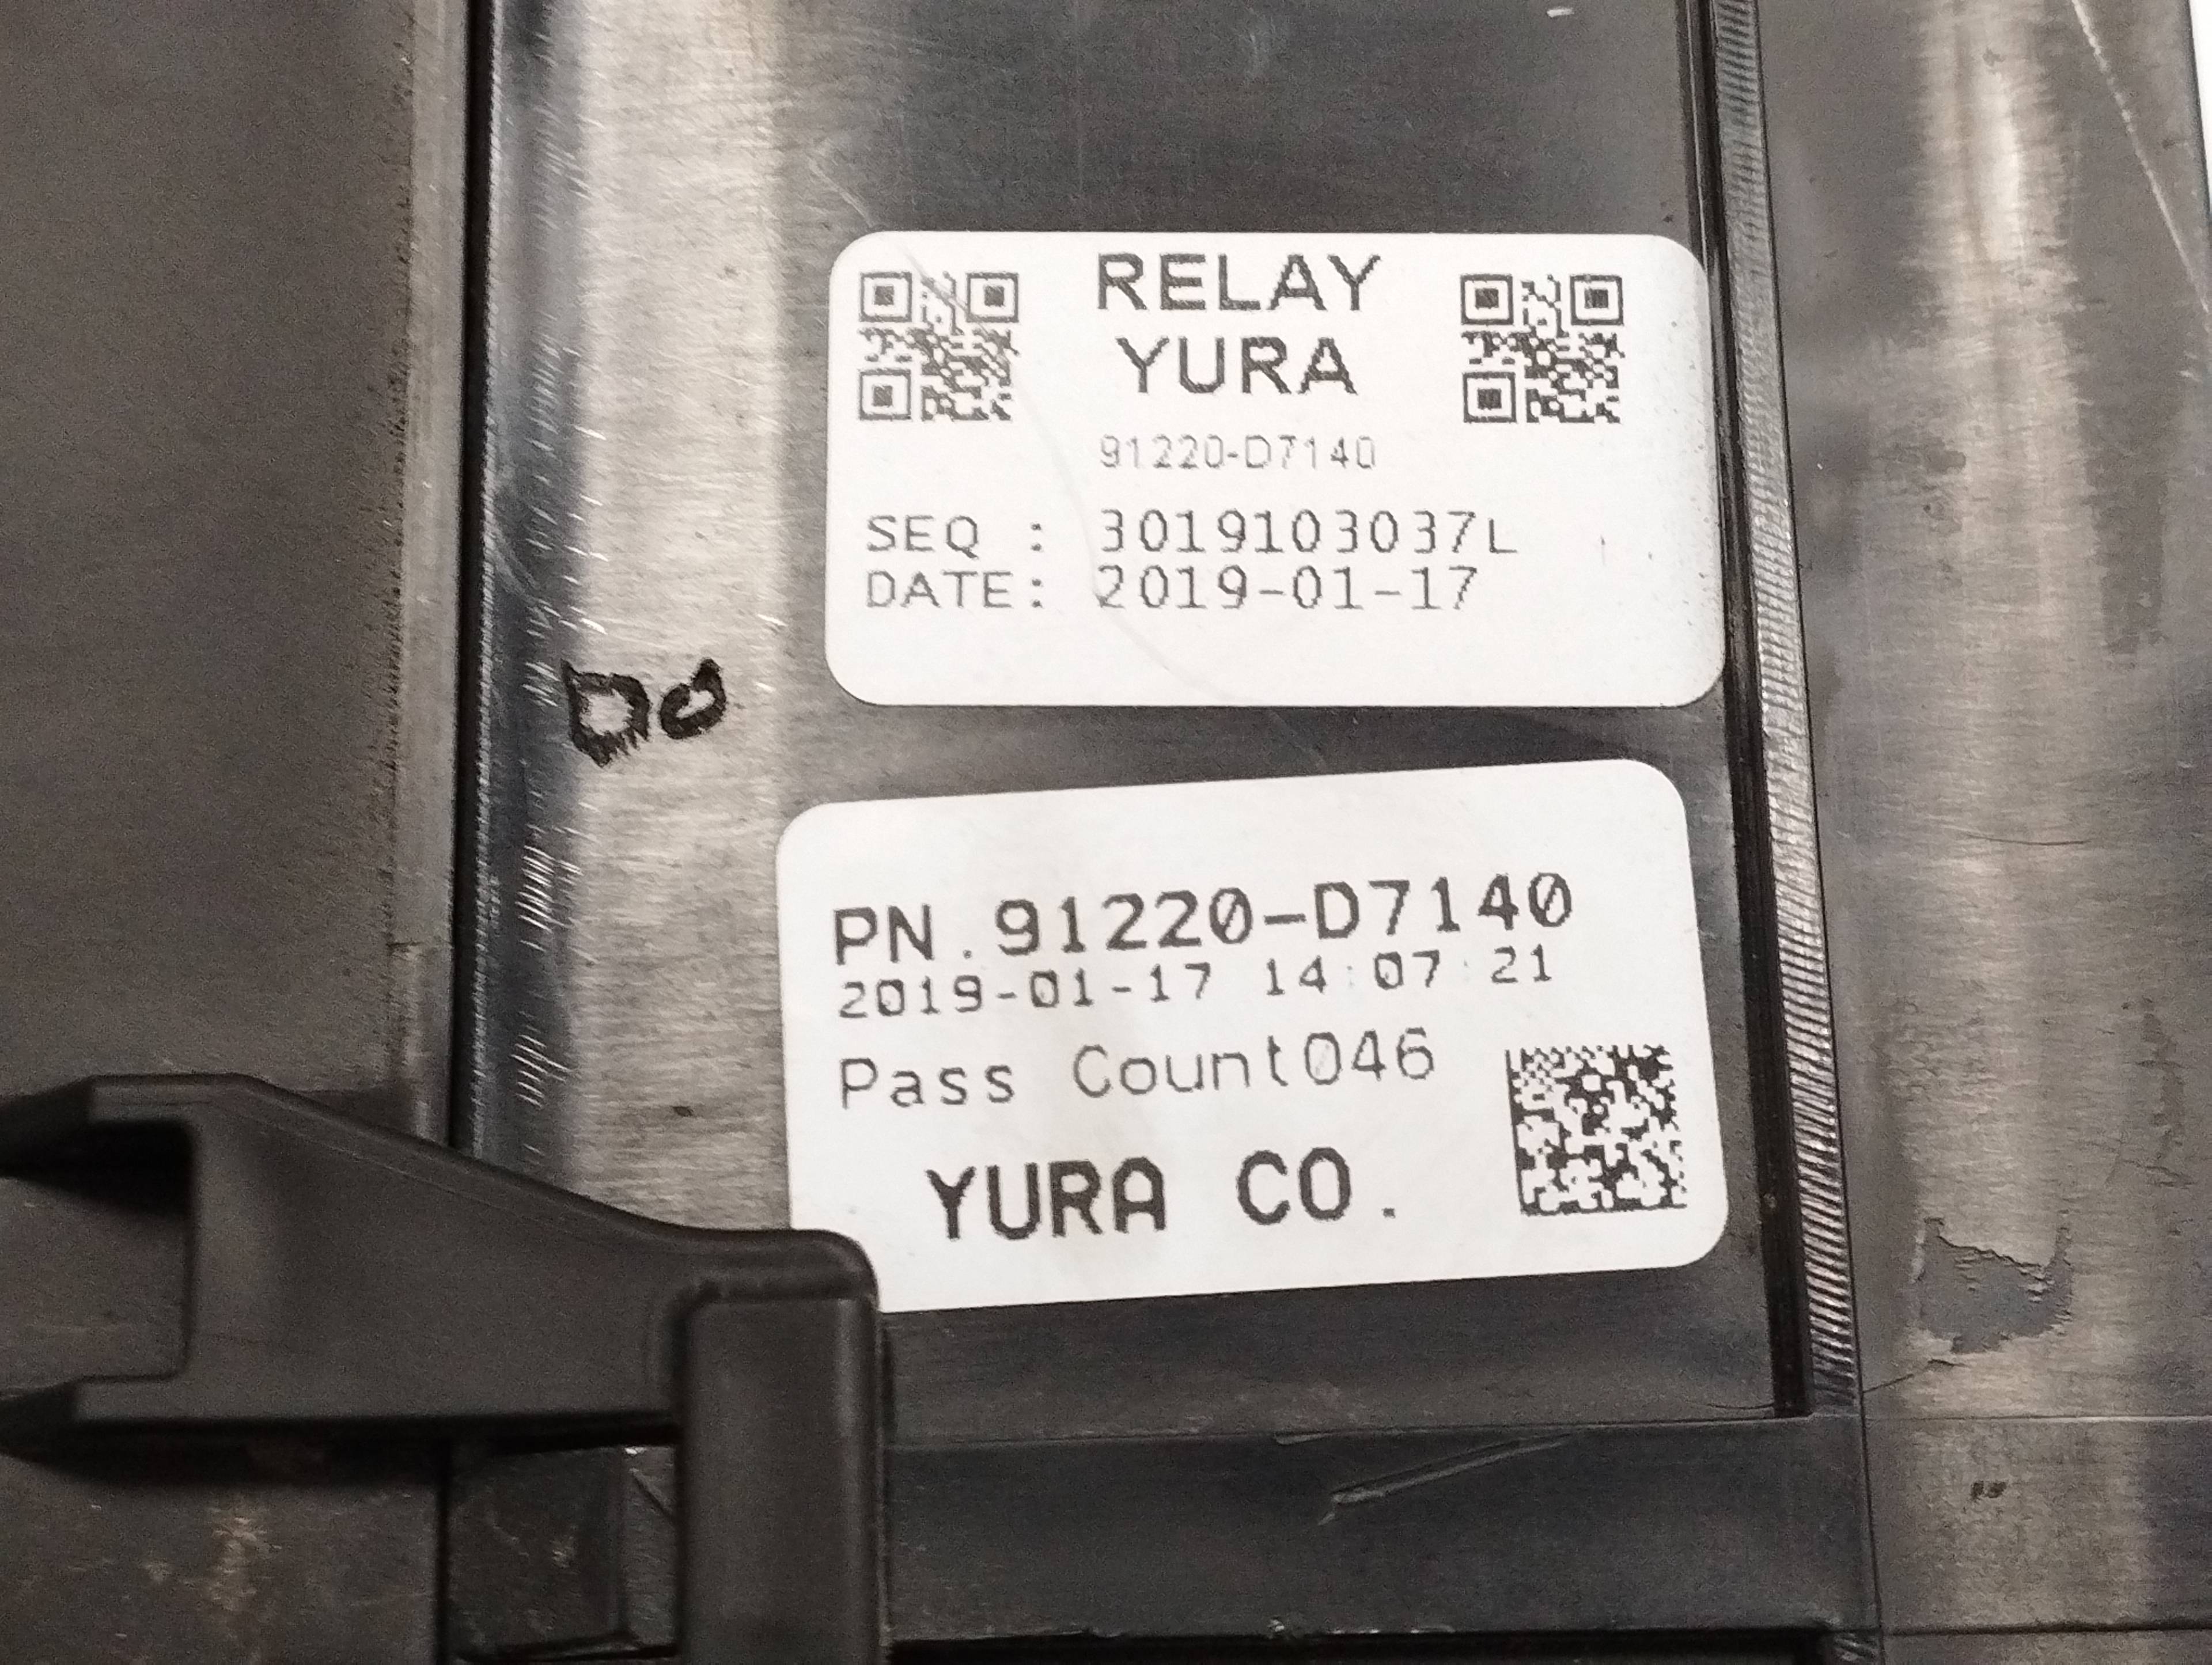 RELAY
YURA
91220-D7140
SEQ : 3019103037L
DATE: 2019-01-17
PN.91220-D7140
2019-01-17 14:07:21
Pass Count046
YURA CO.